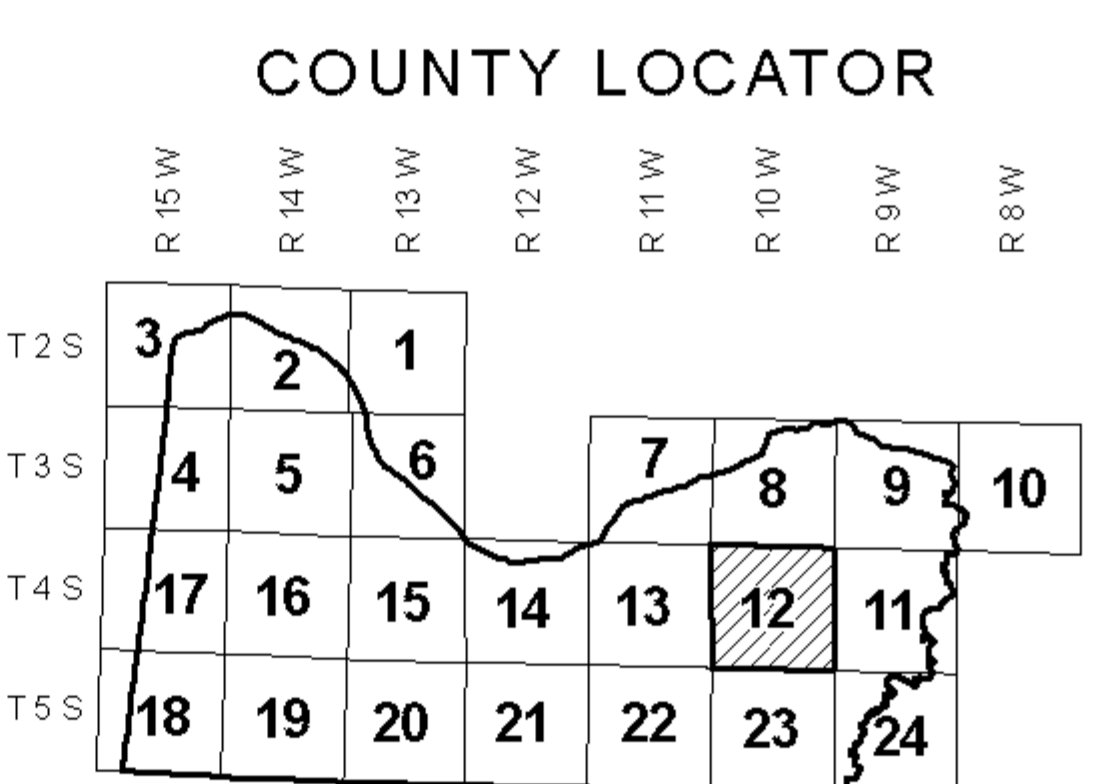 COUNTY LOCATOR
R 15 W R 14 W R 13 W R 12 W R 11 W R 10 W R 9 W R 8 W
T 2 S 3 2 1
T 3 S 4 5 6 7 8 9 10
T 4 S 17 16 15 14 13 12 11
T 5 S 18 19 20 21 22 23 24